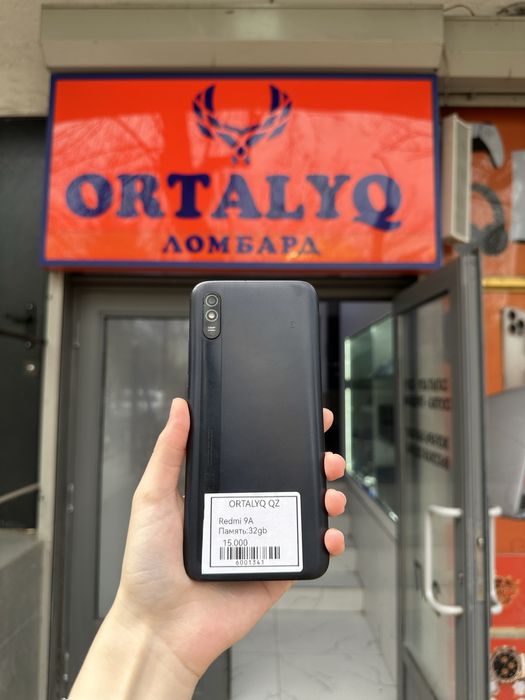 ORTALYQ
ЛОМБАРД
ORTALYQ QZ
Redmi 9A
Память:32gb
15.000
6001341